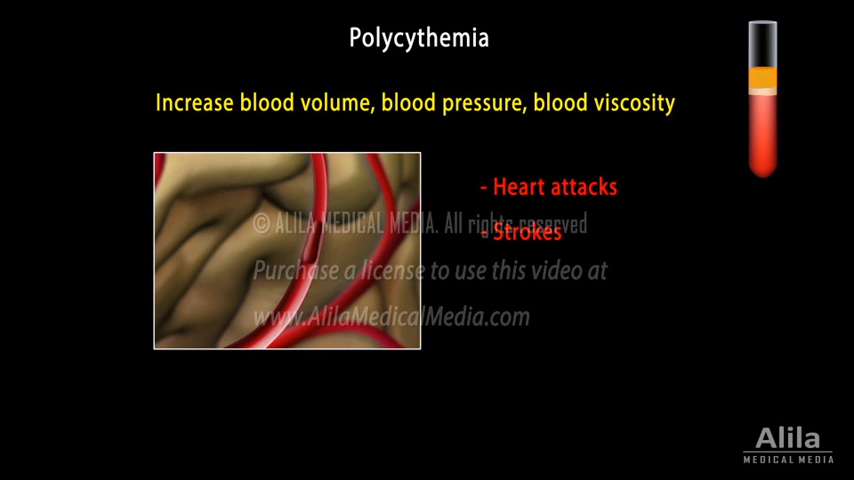 Polycythemia
Increase blood volume, blood pressure, blood viscosity
- Heart attacks
- Strokes
© ALILA MEDICAL MEDIA. All rights reserved
Purchase a license to use this video at
www.AlilaMedicalMedia.com
Alila
MEDICAL MEDIA